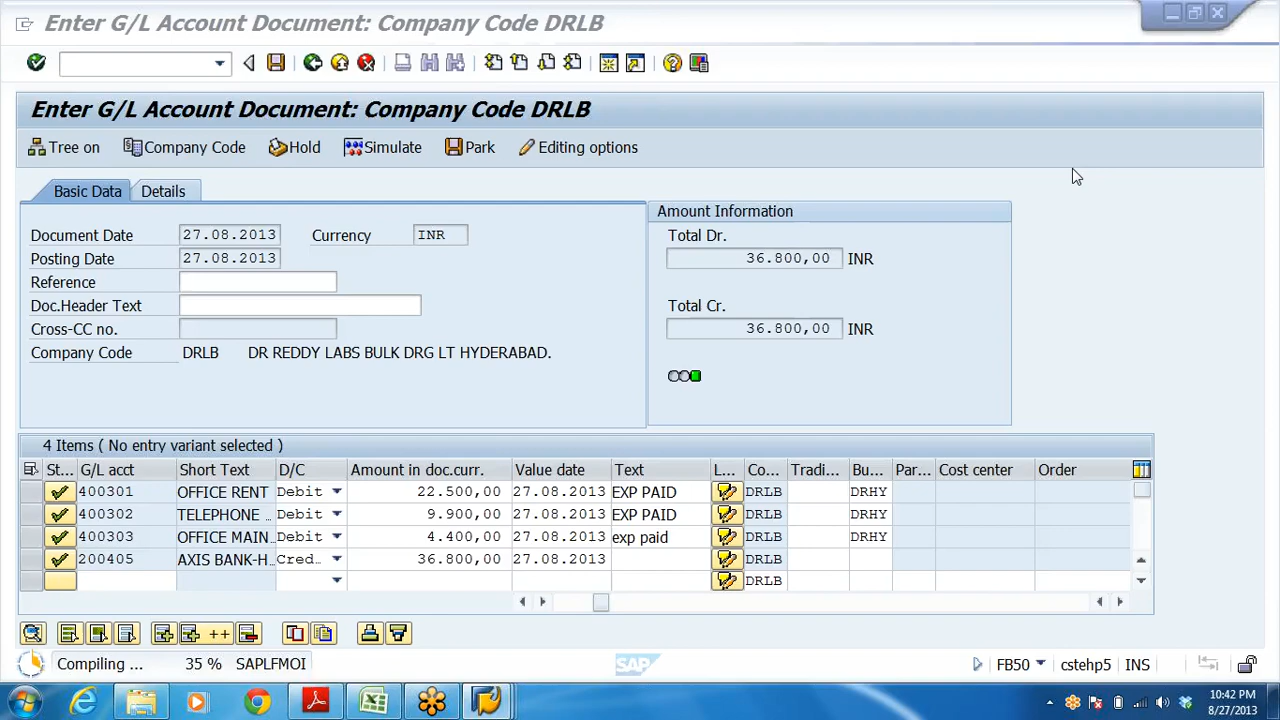 Enter G/L Account Document: Company Code DRLB
Enter G/L Account Document: Company Code DRLB
Tree on Company Code Hold Simulate Park Editing options
Basic Data Details
Amount Information
Document Date 27.08.2013 Currency INR Total Dr.
Posting Date 27.08.2013 36.800,00 INR
Reference
Doc.Header Text Total Cr.
Cross-CC no. 36.800,00 INR
Company Code DRLB DR REDDY LABS BULK DRG LT HYDERABAD.
4 Items ( No entry variant selected )
St... G/L acct Short Text D/C Amount in doc.curr. Value date Text L... Co... Tradi... Bu... Par... Cost center Order
400301 OFFICE RENT Debit 22.500,00 27.08.2013 EXP PAID DRLB DRHY
400302 TELEPHONE ... Debit 9.900,00 27.08.2013 EXP PAID DRLB DRHY
400303 OFFICE MAIN... Debit 4.400,00 27.08.2013 exp paid DRLB DRHY
200405 AXIS BANK-H... Cred... 36.800,00 27.08.2013 DRLB
DRLB
++
Compiling ... 35 % SAPLFMOI SAP FB50 cstehp5 INS
10:42 PM
8/27/2013